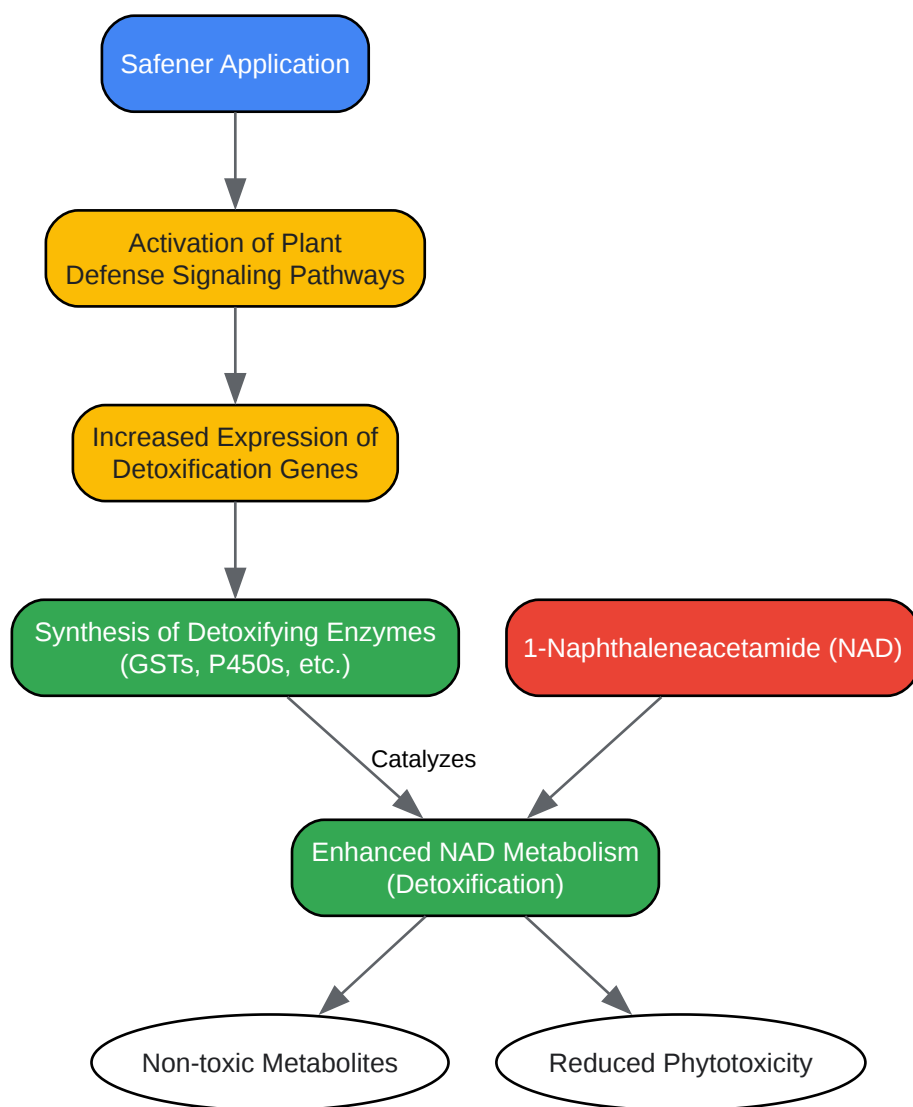 Safener Application
Activation of Plant
Defense Signaling Pathways
Increased Expression of
Detoxification Genes
Synthesis of Detoxifying Enzymes
(GSTs, P450s, etc.)
1-Naphthaleneacetamide (NAD)
Catalyzes
Enhanced NAD Metabolism
(Detoxification)
Non-toxic Metabolites
Reduced Phytotoxicity